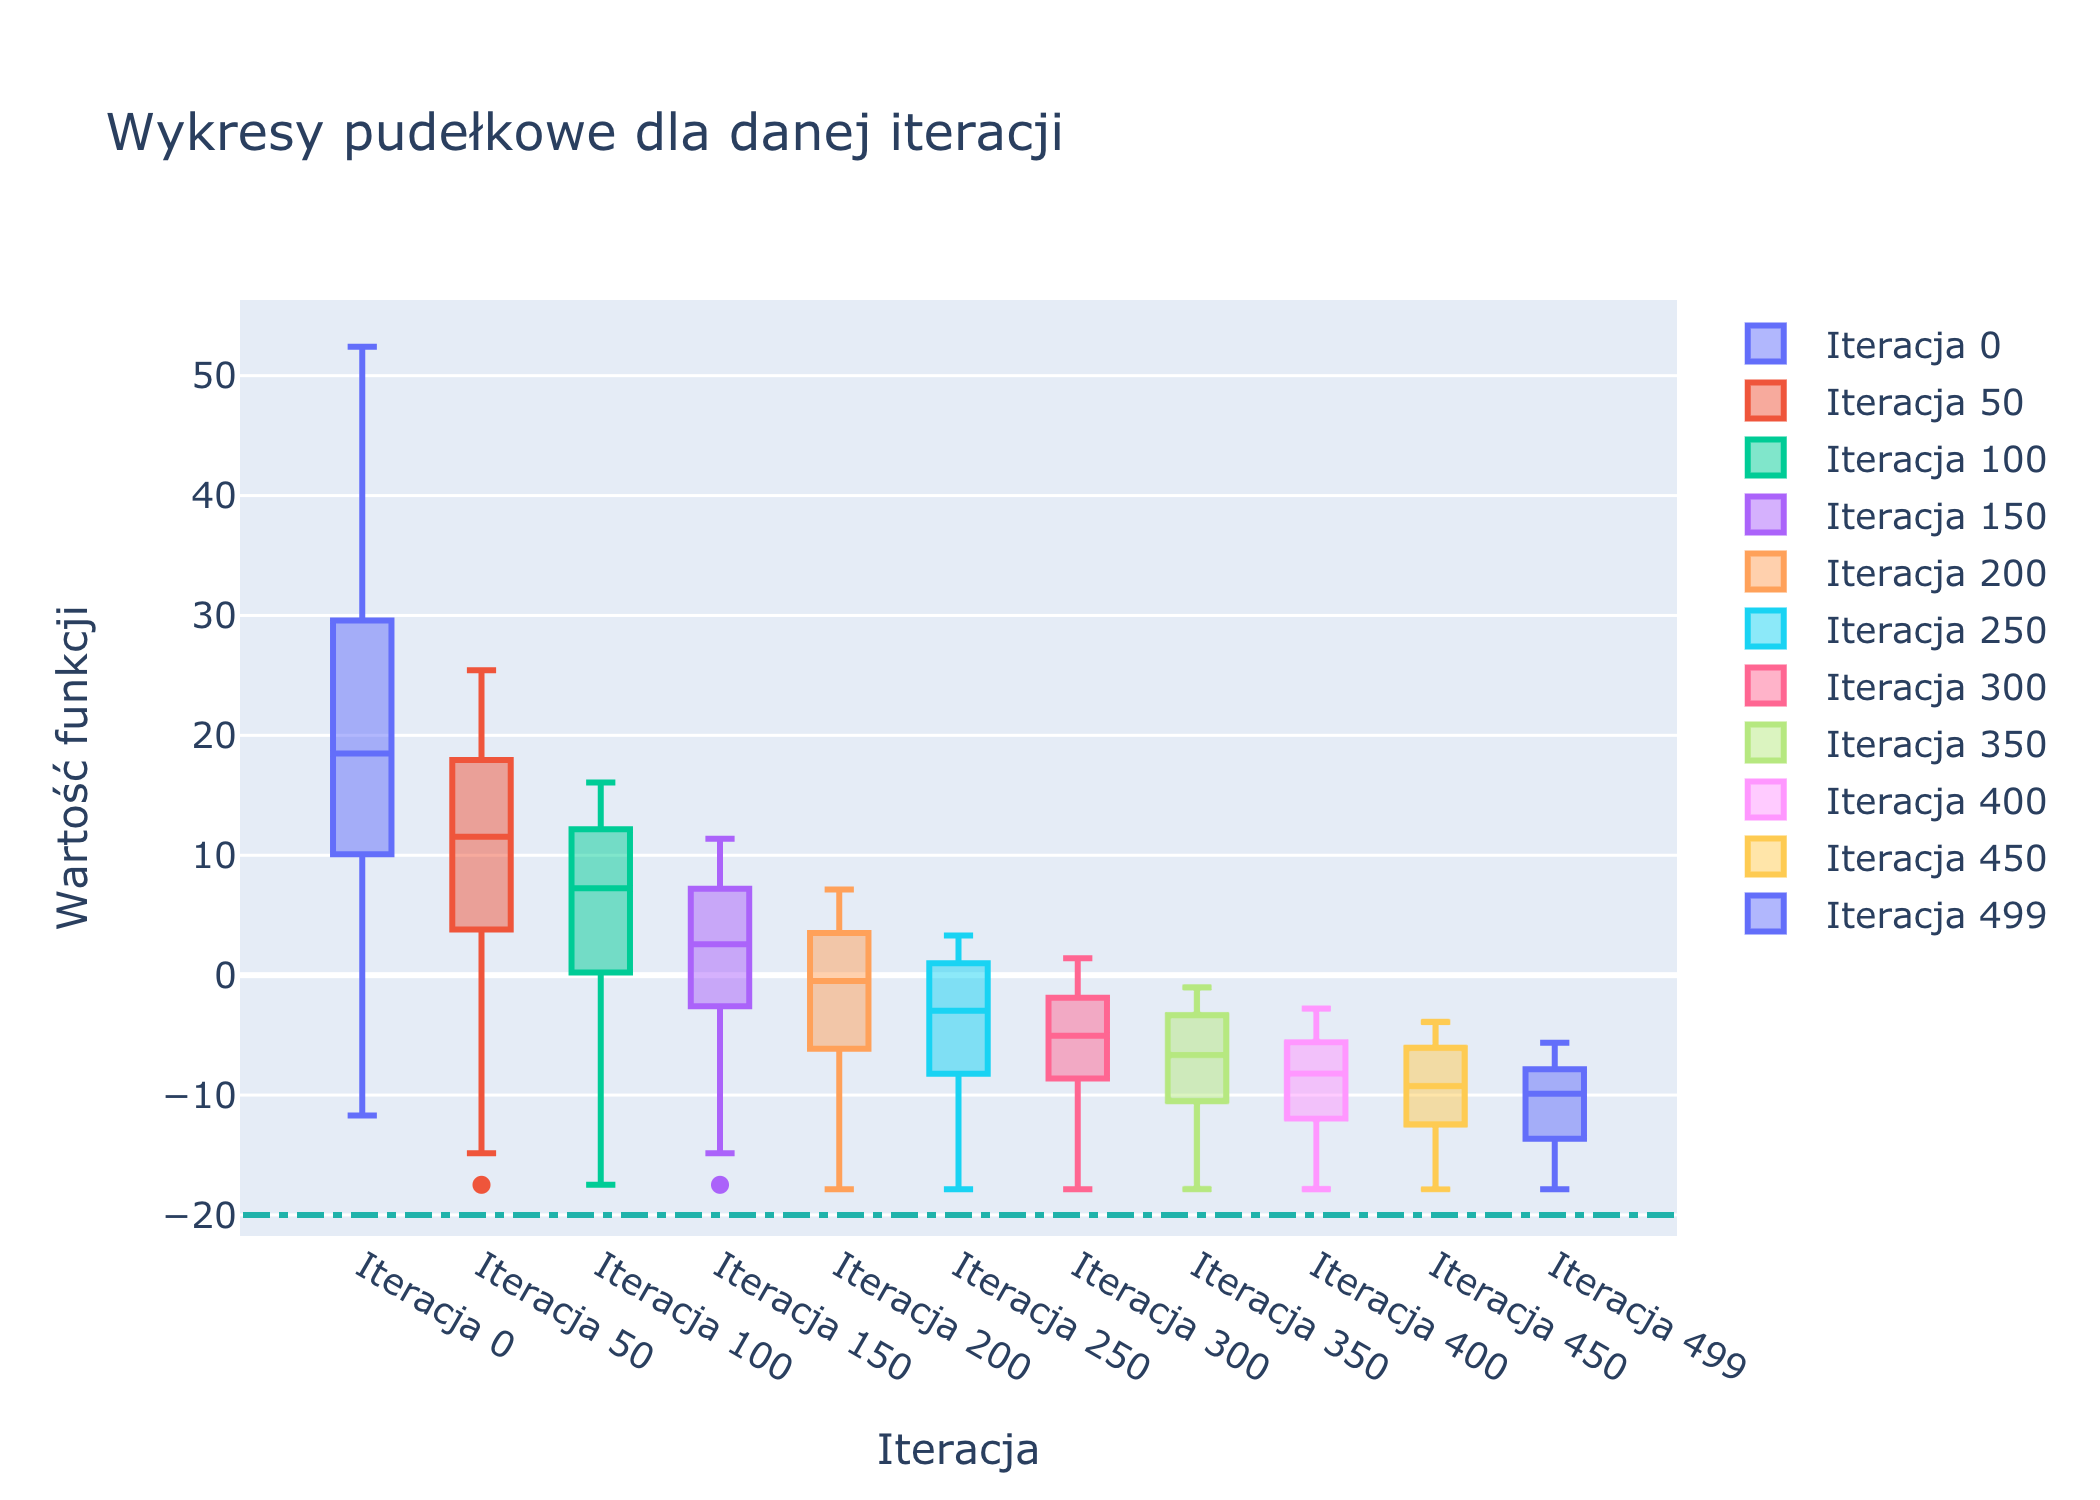 Wykresy pudełkowe dla danej iteracji
Wartość funkcji
50
40
30
20
10
0
−10
−20
Iteracja 0
Iteracja 50
Iteracja 100
Iteracja 150
Iteracja 200
Iteracja 250
Iteracja 300
Iteracja 350
Iteracja 400
Iteracja 450
Iteracja 499
Iteracja
Iteracja 0
Iteracja 50
Iteracja 100
Iteracja 150
Iteracja 200
Iteracja 250
Iteracja 300
Iteracja 350
Iteracja 400
Iteracja 450
Iteracja 499